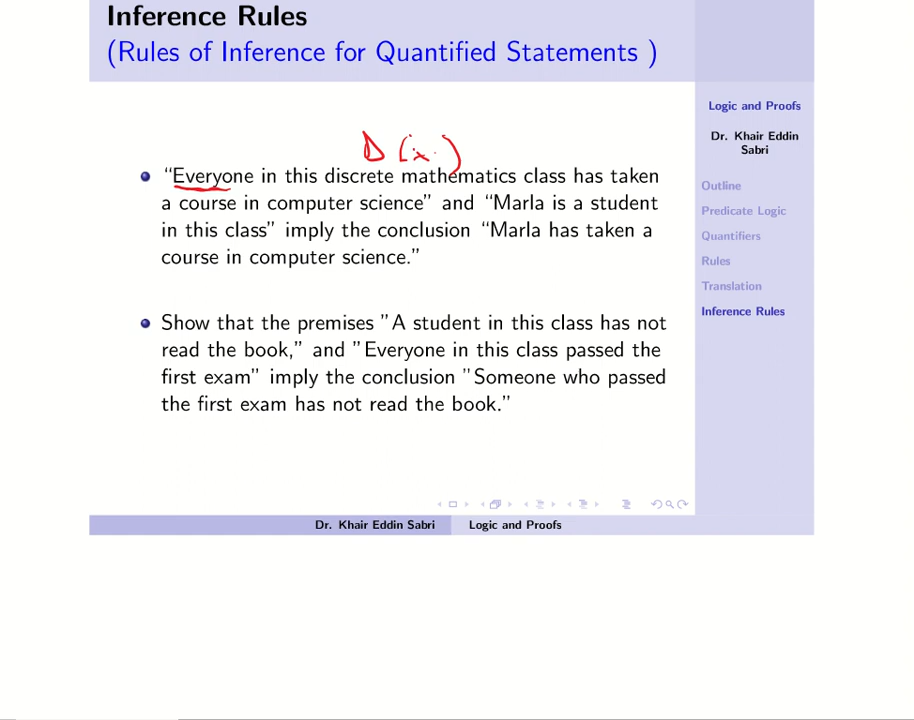 Inference Rules
(Rules of Inference for Quantified Statements )
D (x)
“Everyone in this discrete mathematics class has taken
a course in computer science” and “Marla is a student
in this class” imply the conclusion “Marla has taken a
course in computer science.”
Show that the premises ”A student in this class has not
read the book,” and ”Everyone in this class passed the
first exam” imply the conclusion ”Someone who passed
the first exam has not read the book.”
Logic and Proofs
Dr. Khair Eddin
Sabri
Outline
Predicate Logic
Quantifiers
Rules
Translation
Inference Rules
Dr. Khair Eddin Sabri
Logic and Proofs